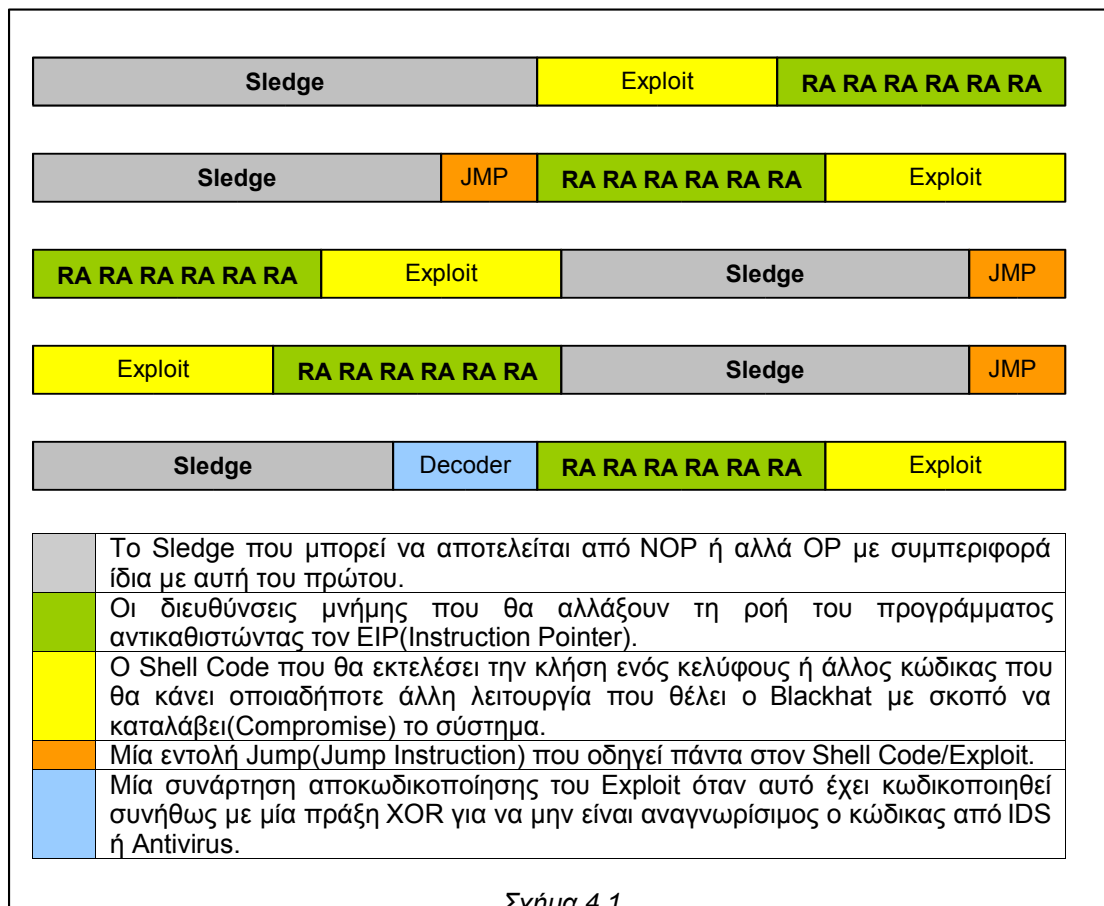 Sledge Exploit RA RA RA RA RA RA
Sledge JMP RA RA RA RA RA RA Exploit
RA RA RA RA RA RA Exploit Sledge JMP
Exploit RA RA RA RA RA RA Sledge JMP
Sledge Decoder RA RA RA RA RA RA Exploit
Το Sledge που μπορεί να αποτελείται από NOP ή αλλά OP με συμπεριφορά
ίδια με αυτή του πρώτου.
Οι διευθύνσεις μνήμης που θα αλλάξουν τη ροή του προγράμματος
αντικαθιστώντας τον EIP(Instruction Pointer).
Ο Shell Code που θα εκτελέσει την κλήση ενός κελύφους ή άλλος κώδικας που
θα κάνει οποιαδήποτε άλλη λειτουργία που θέλει ο Blackhat με σκοπό να
καταλάβει(Compromise) το σύστημα.
Μία εντολή Jump(Jump Instruction) που οδηγεί πάντα στον Shell Code/Exploit.
Μία συνάρτηση αποκωδικοποίησης του Exploit όταν αυτό έχει κωδικοποιηθεί
συνήθως με μία πράξη XOR για να μην είναι αναγνωρίσιμος ο κώδικας από IDS
ή Antivirus.
Σχήμα 4.1